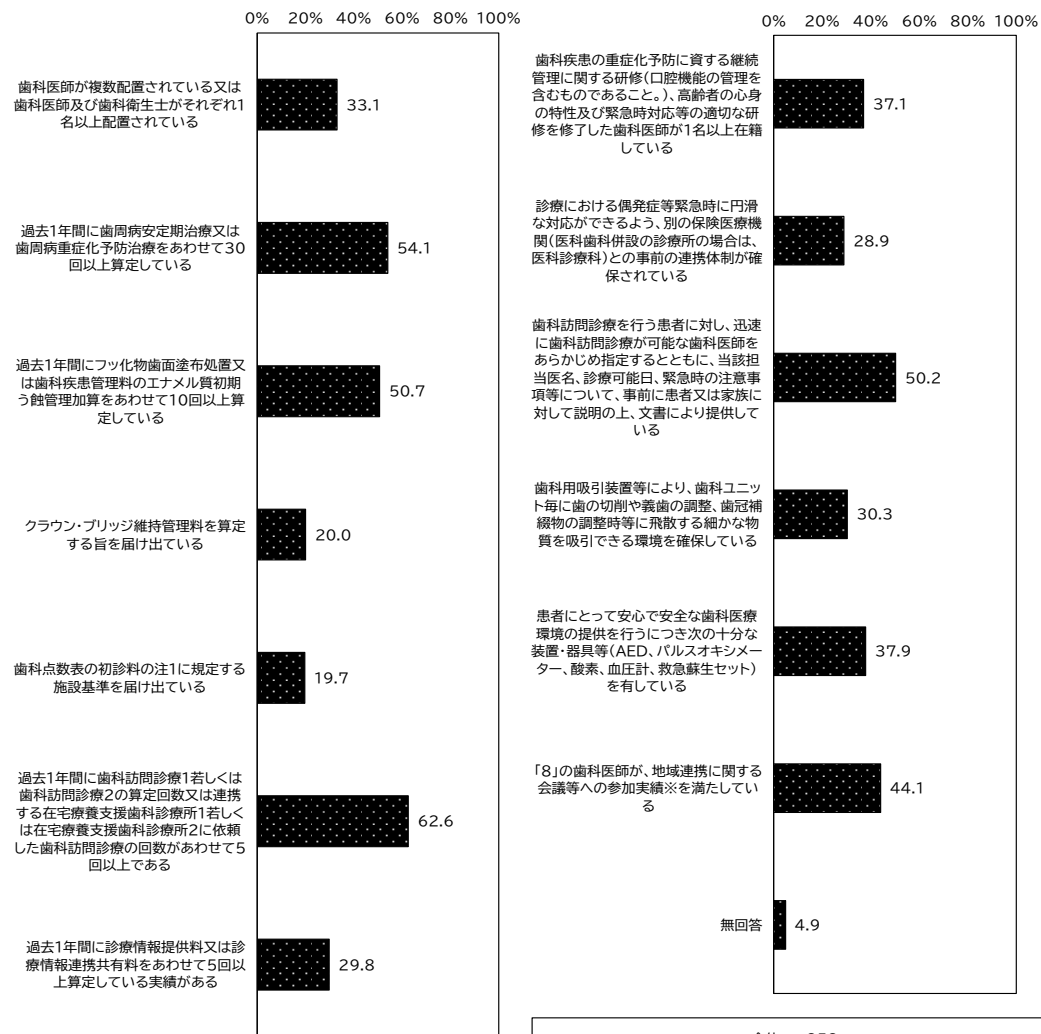 0% 20% 40% 60% 80% 100%
歯科医師が複数配置されている又は
歯科医師及び歯科衛生士がそれぞれ1
名以上配置されている
33.1
過去1年間に歯周病安定期治療又は
歯周病重症化予防治療をあわせて30
回以上算定している
54.1
過去1年間にフッ化物歯面塗布処置又
は歯科疾患管理料のエナメル質初期
う蝕管理加算をあわせて10回以上算
定している
50.7
クラウン・ブリッジ維持管理料を算定
する旨を届け出ている
20.0
歯科点数表の初診料の注1に規定する
施設基準を届け出ている
19.7
過去1年間に歯科訪問診療1若しくは
歯科訪問診療2の算定回数又は連携
する在宅療養支援歯科診療所1若しく
は在宅療養支援歯科診療所2に依頼
した歯科訪問診療の回数があわせて5
回以上である
62.6
過去1年間に診療情報提供料又は診
療情報連携共有料をあわせて5回以
上算定している実績がある
29.8
0% 20% 40% 60% 80% 100%
歯科疾患の重症化予防に資する継続
管理に関する研修(口腔機能の管理を
含むものであること。)、高齢者の心身
の特性及び緊急時対応等の適切な研
修を修了した歯科医師が1名以上在籍
している
37.1
診療における偶発症等緊急時に円滑
な対応ができるよう、別の保険医療機
関(医科歯科併設の診療所の場合は、
医科診療科)との事前の連携体制が確
保されている
28.9
歯科訪問診療を行う患者に対し、迅速
に歯科訪問診療が可能な歯科医師を
あらかじめ指定するとともに、当該担
当医名、診療可能日、緊急時の注意事
項等について、事前に患者又は家族に
対して説明の上、文書により提供して
いる
50.2
歯科用吸引装置等により、歯科ユニッ
ト毎に歯の切削や義歯の調整、歯冠補
綴物の調整時等に飛散する細かな物
質を吸引できる環境を確保している
30.3
患者にとって安心で安全な歯科医療
環境の提供を行うにつき次の十分な
装置・器具等(AED、パルスオキシメー
ター、酸素、血圧計、救急蘇生セット)
を有している
37.9
「8」の歯科医師が、地域連携に関する
会議等への参加実績※を満たしてい
る
44.1
無回答
4.9